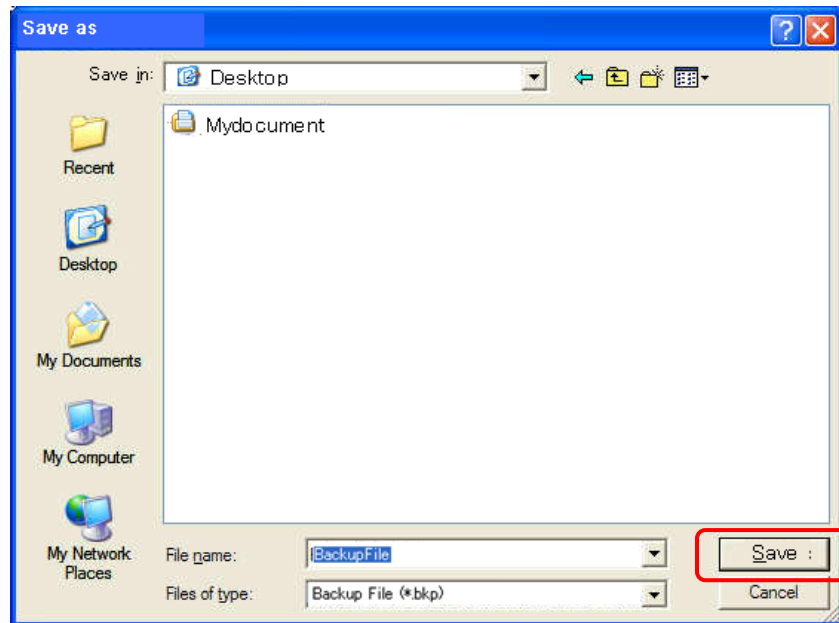 Save as
Save in: Desktop
Mydocument
Recent
Desktop
My Documents
My Computer
My Network
Places
File name: BackupFile Save
Files of type: Backup File (*.bkp) Cancel